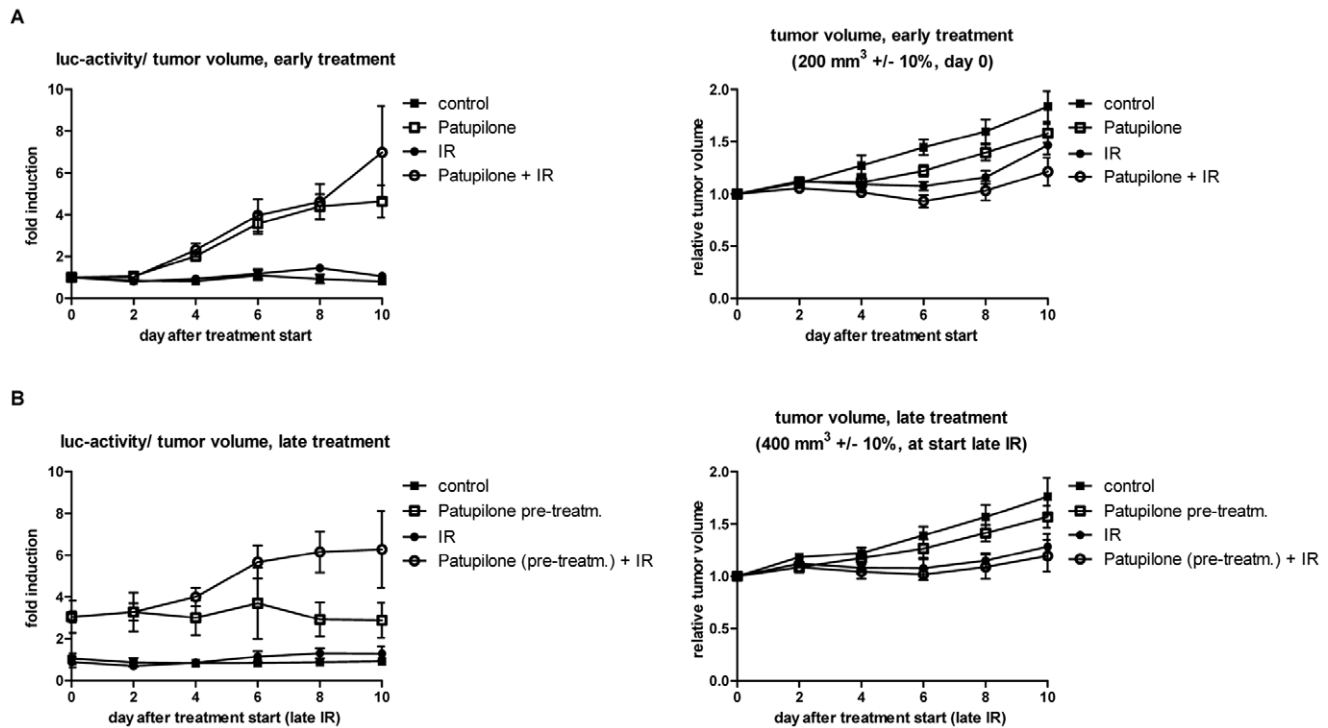 A
luc-activity/ tumor volume, early treatment
10
8
6
4
2
0
fold induction
0 2 4 6 8 10
day after treatment start
control
Patupilone
IR
Patupilone + IR
tumor volume, early treatment
(200 mm³ +/- 10%, day 0)
2.0
1.5
1.0
0.5
0.0
relative tumor volume
0 2 4 6 8 10
day after treatment start
control
Patupilone
IR
Patupilone + IR
B
luc-activity/ tumor volume, late treatment
10
8
6
4
2
0
fold induction
0 2 4 6 8 10
day after treatment start (late IR)
control
Patupilone pre-treatm.
IR
Patupilone (pre-treatm.) + IR
tumor volume, late treatment
(400 mm³ +/- 10%, at start late IR)
2.0
1.5
1.0
0.5
0.0
relative tumor volume
0 2 4 6 8 10
day after treatment start (late IR)
control
Patupilone pre-treatm.
IR
Patupilone (pre-treatm.) + IR